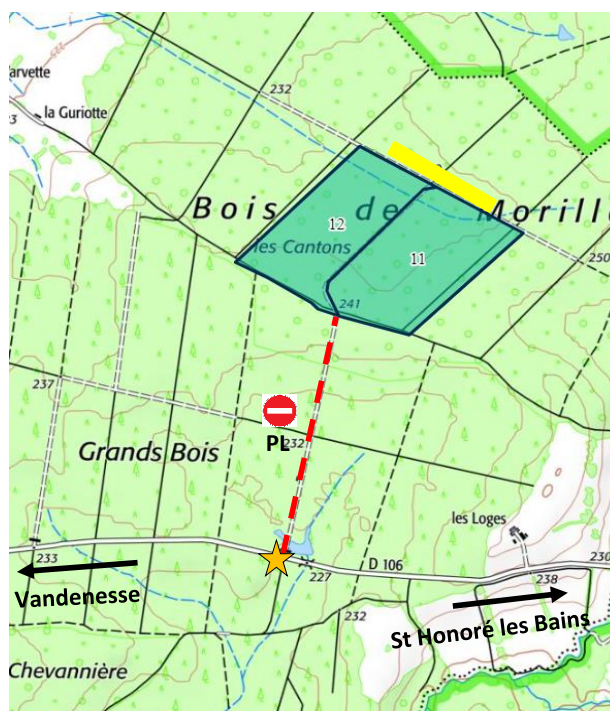 232
arvette
la Guriotte
3
Bois de Morill
12
les Cantons
11
250
241
237
PL
232
Grands Bois
les Loges
233
D 106
230
227
238
Vandenesse
232
St Honoré les Bains
Chevannière